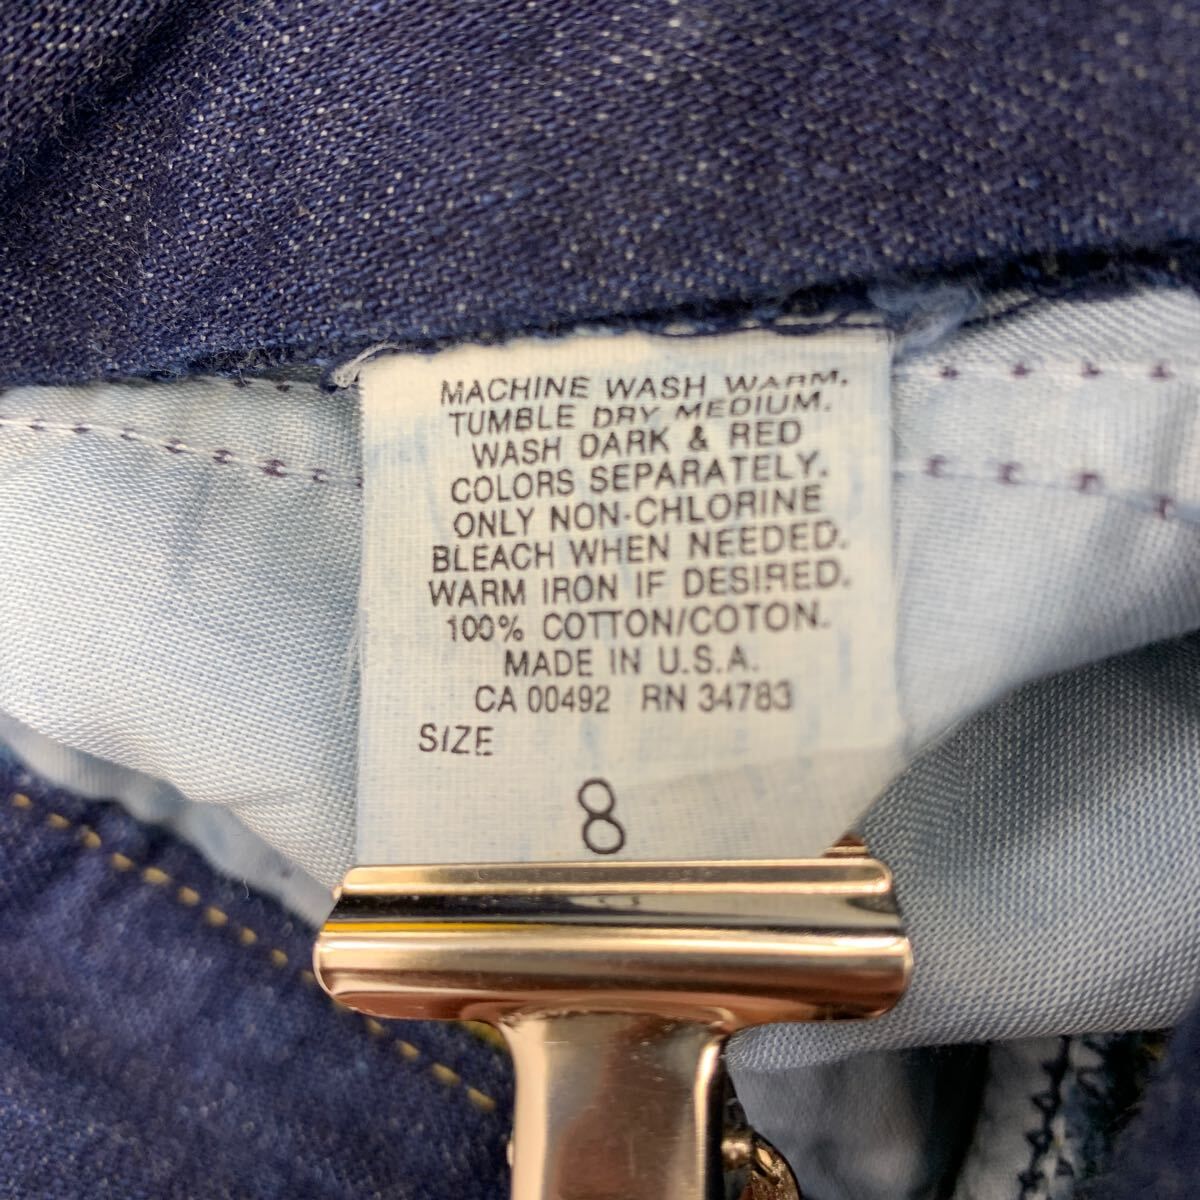 MACHINE WASH WARM.
TUMBLE DRY MEDIUM.
WASH DARK & RED
COLORS SEPARATELY.
ONLY NON-CHLORINE
BLEACH WHEN NEEDED.
WARM IRON IF DESIRED.
100% COTTON/COTON.
MADE IN U.S.A.
CA 00492 RN 34783
SIZE
8